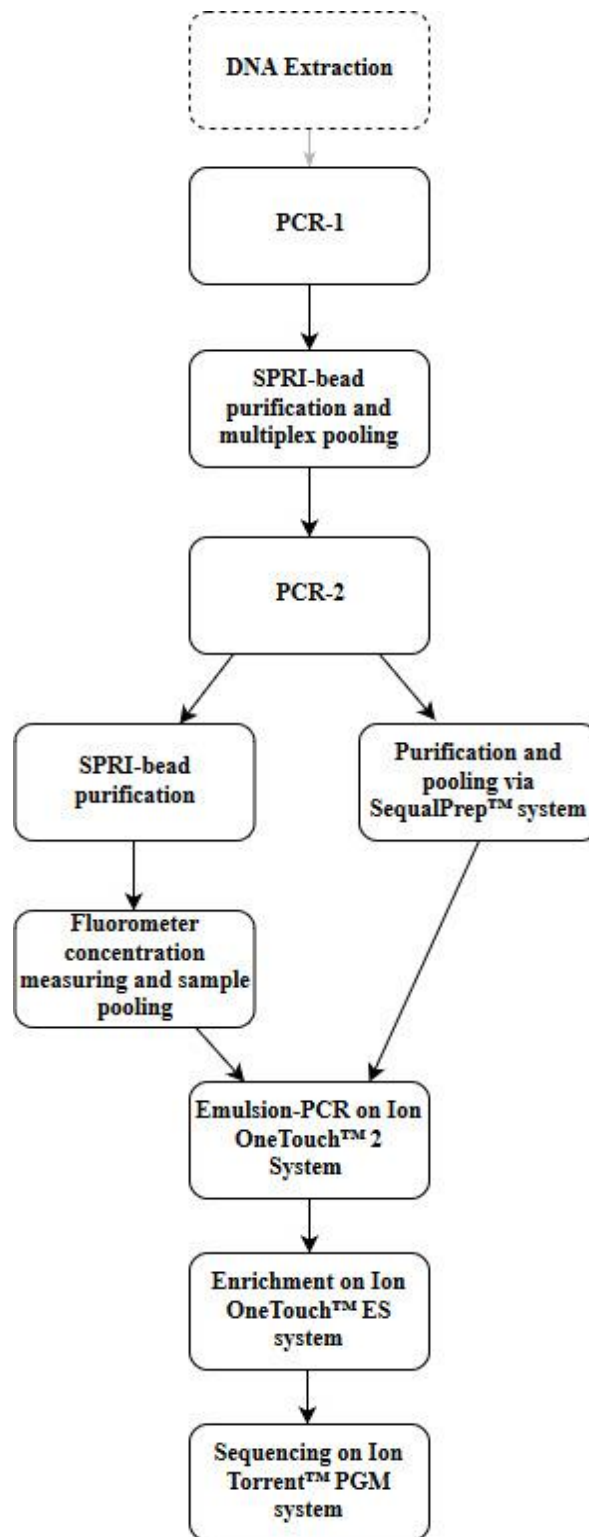 DNA Extraction
PCR-1
SPRI-bead
purification and
multiplex pooling
PCR-2
SPRI-bead
purification
Purification and
pooling via
SequalPrep™ system
Fluorometer
concentration
measuring and sample
pooling
Emulsion-PCR on Ion
OneTouch™ 2
System
Enrichment on Ion
OneTouch™ ES
system
Sequencing on Ion
Torrent™ PGM
system